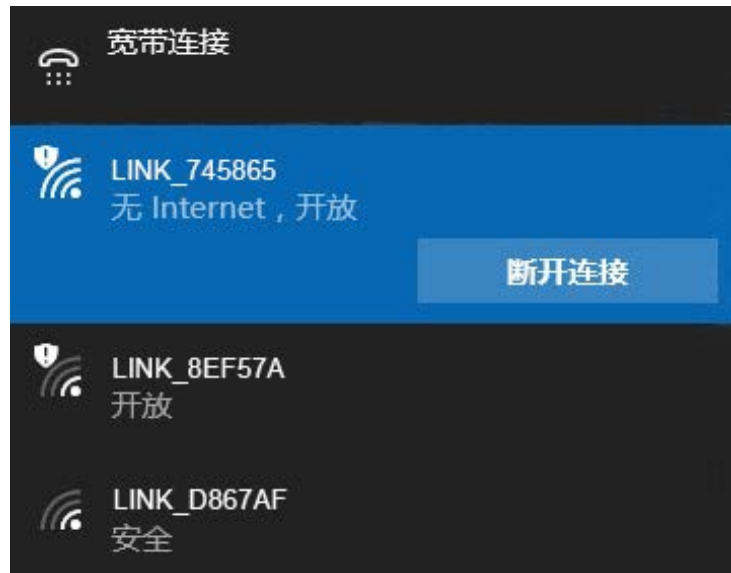 宽带连接
LINK_745865
无 Internet，开放
断开连接
LINK_8EF57A
开放
LINK_D867AF
安全